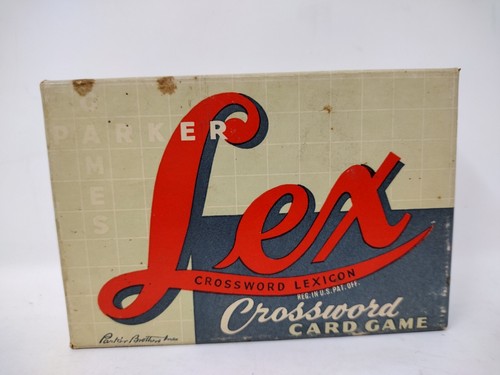 PARKER
GAMES
Lex
CROSSWORD LEXICON
REG. IN U.S. PAT. OFF.
Crossword
CARD GAME
Parker Brothers Inc